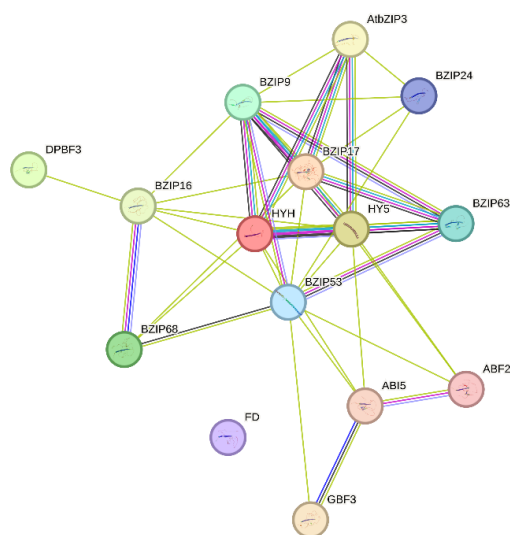 AtbZIP3
BZIP9
BZIP24
BZIP17
DPBF3
BZIP16
BZIP63
HYH
HY5
BZIP53
BZIP68
ABF2
ABI5
FD
GBF3